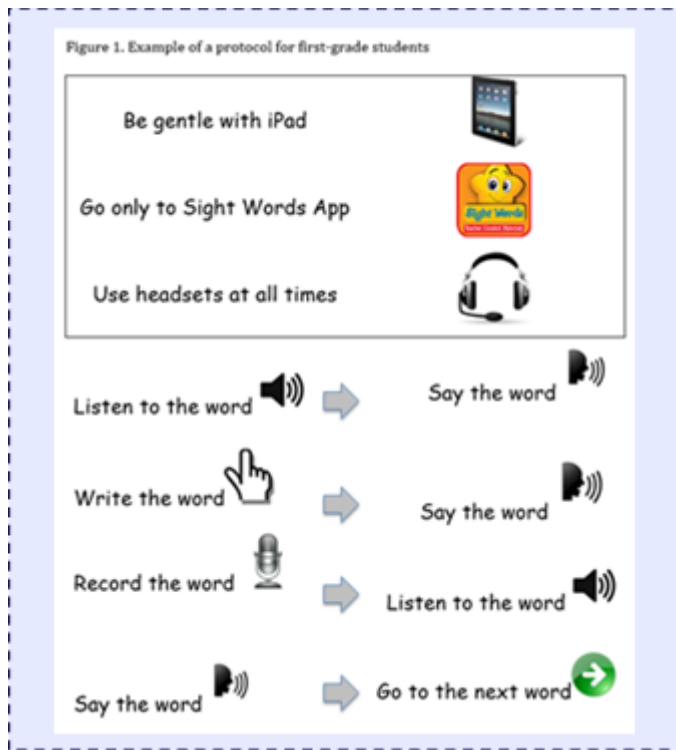 Figure 1. Example of a protocol for first-grade students
Be gentle with iPad
Go only to Sight Words App
Sight Words
Use headsets at all times
Listen to the word
Say the word
Write the word
Say the word
Record the word
Listen to the word
Say the word
Go to the next word